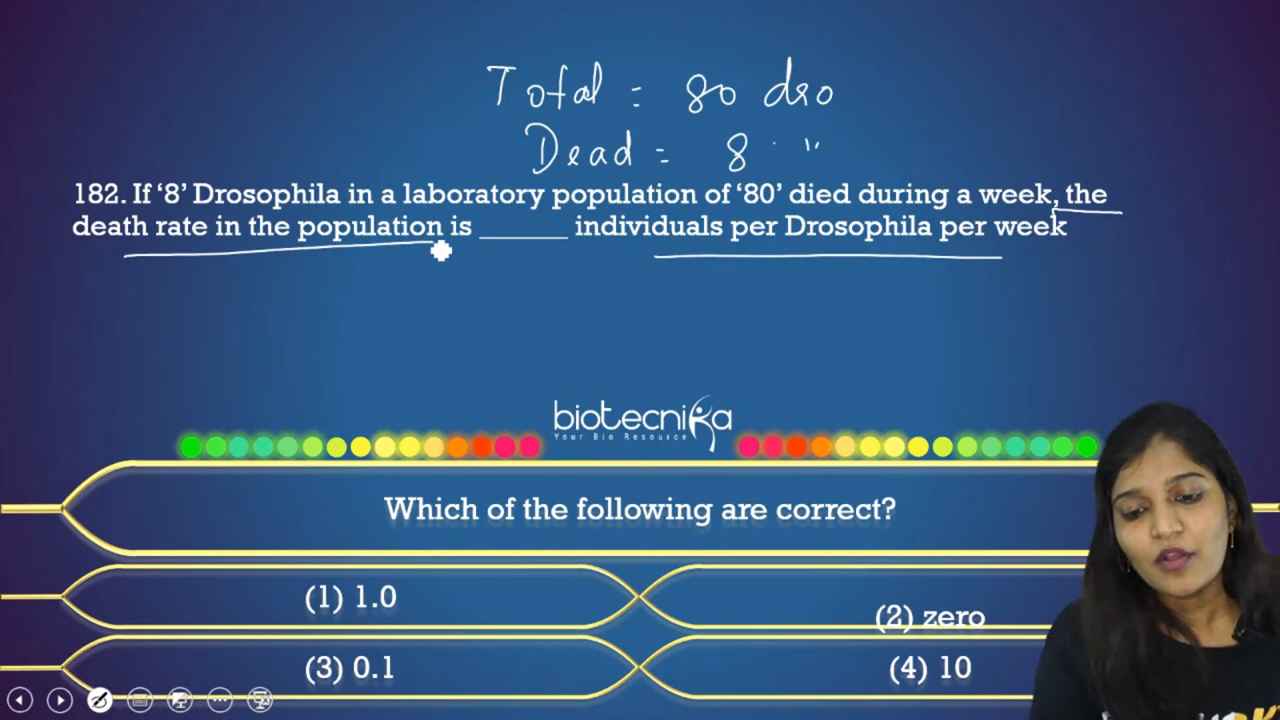 Total = 80 dro
Dead = 8 "
182. If ‘8’ Drosophila in a laboratory population of ‘80’ died during a week, the
death rate in the population is ______ individuals per Drosophila per week
biotecnika
Your Bio Resource
Which of the following are correct?
(1) 1.0
(2) zero
(3) 0.1
(4) 10